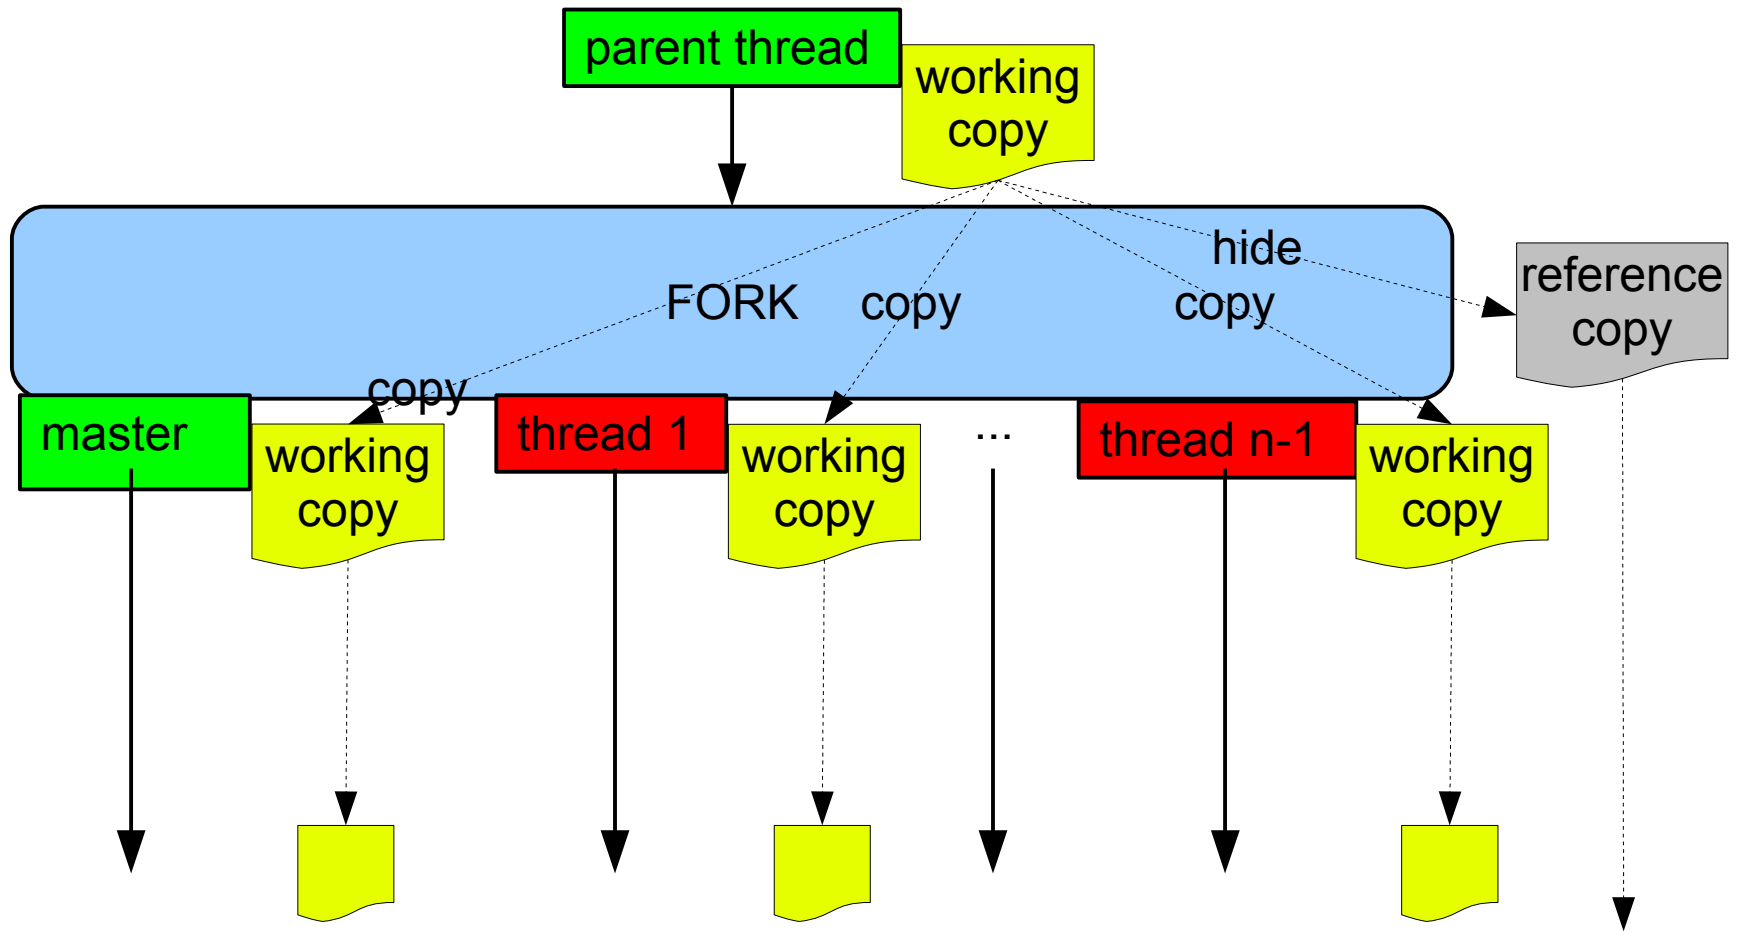 parent thread
working
copy
hide
FORK
copy
copy
reference
copy
copy
master
working
copy
thread 1
working
copy
...
thread n-1
working
copy